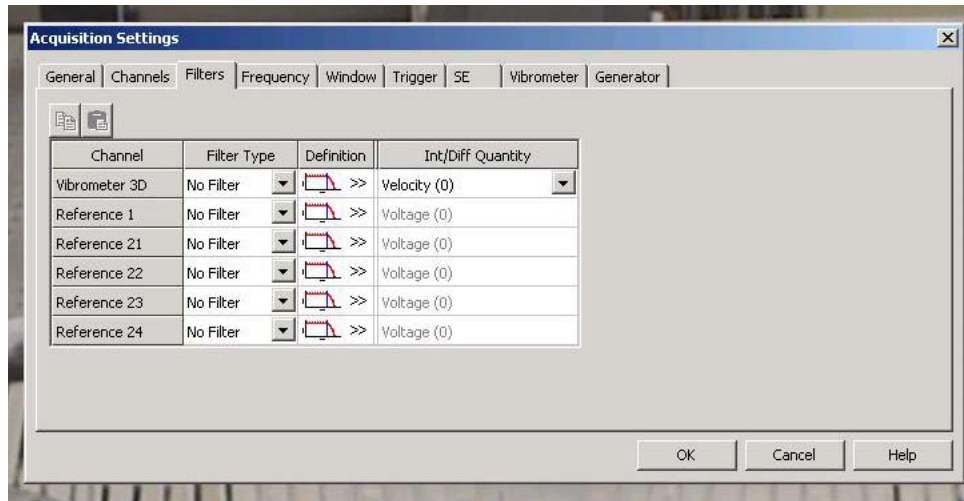 Acquisition Settings
General Channels Filters Frequency Window Trigger SE Vibrometer Generator
Channel Filter Type Definition Int/Diff Quantity
Vibrometer 3D No Filter >> Velocity (0)
Reference 1 No Filter >> Voltage (0)
Reference 21 No Filter >> Voltage (0)
Reference 22 No Filter >> Voltage (0)
Reference 23 No Filter >> Voltage (0)
Reference 24 No Filter >> Voltage (0)
OK Cancel Help